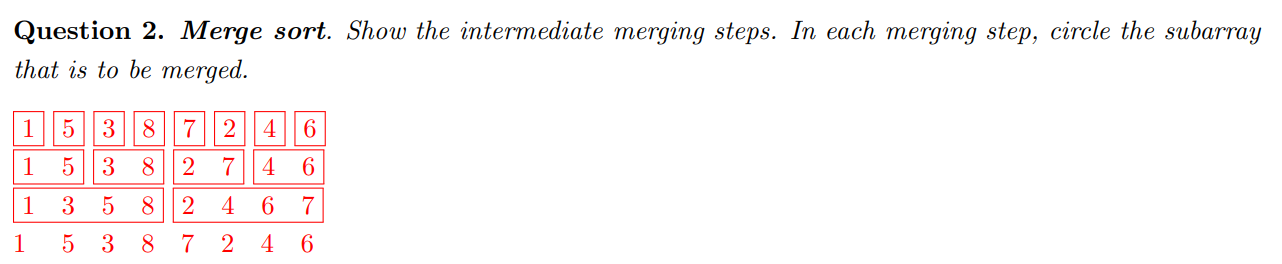 Question 2. Merge sort. Show the intermediate merging steps. In each merging step, circle the subarray
that is to be merged.
1 5 3 8 7 2 4 6
1 5 3 8 2 7 4 6
1 3 5 8 2 4 6 7
1 5 3 8 7 2 4 6